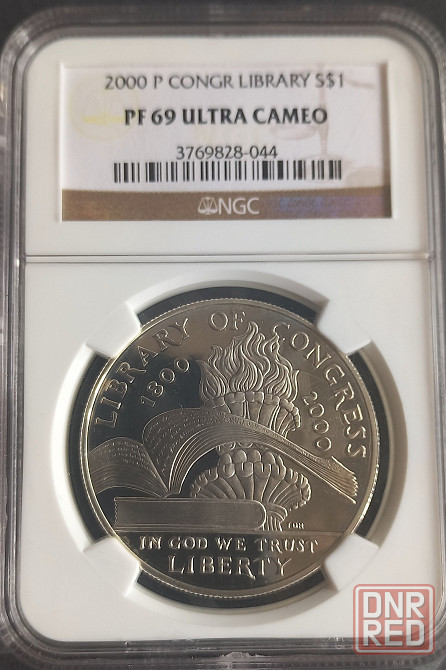 2000 P CONGR LIBRARY S$1
PF 69 ULTRA CAMEO
3769828-044
NGC
LIBRARY OF CONGRESS
1800
2000
IN GOD WE TRUST
LIBERTY
DNR
RED